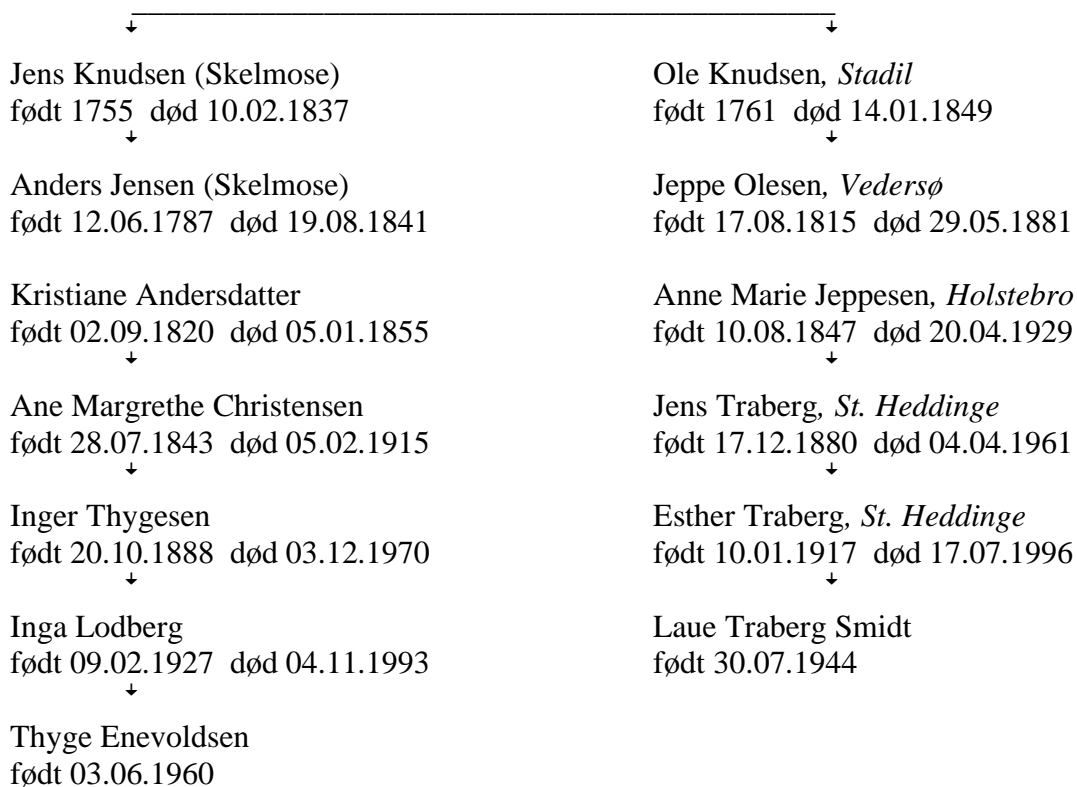 Jens Knudsen (Skelmose)
født 1755  død 10.02.1837
Anders Jensen (Skelmose)
født 12.06.1787  død 19.08.1841
Kristiane Andersdatter
født 02.09.1820  død 05.01.1855
Ane Margrethe Christensen
født 28.07.1843  død 05.02.1915
Inger Thygesen
født 20.10.1888  død 03.12.1970
Inga Lodberg
født 09.02.1927  død 04.11.1993
Thyge Enevoldsen
født 03.06.1960
Ole Knudsen, Stadil
født 1761  død 14.01.1849
Jeppe Olesen, Vedersø
født 17.08.1815  død 29.05.1881
Anne Marie Jeppesen, Holstebro
født 10.08.1847  død 20.04.1929
Jens Traberg, St. Heddinge
født 17.12.1880  død 04.04.1961
Esther Traberg, St. Heddinge
født 10.01.1917  død 17.07.1996
Laue Traberg Smidt
født 30.07.1944